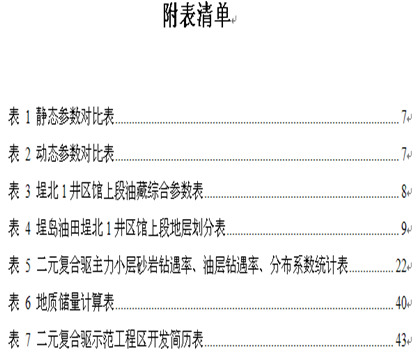 附表清单
表 1 静态参数对比表........................................7
表 2 动态参数对比表........................................7
表 3 埕北 1 井区馆上段油藏综合参数表........................................8
表 4 埕岛油田埕北 1 井区馆上段地层划分表........................................9
表 5 二元复合驱主力小层砂岩钻遇率、油层钻遇率、分布系数统计表............22
表 6 地质储量计算表........................................40
表 7 二元复合驱示范工程区开发简历表........................................43